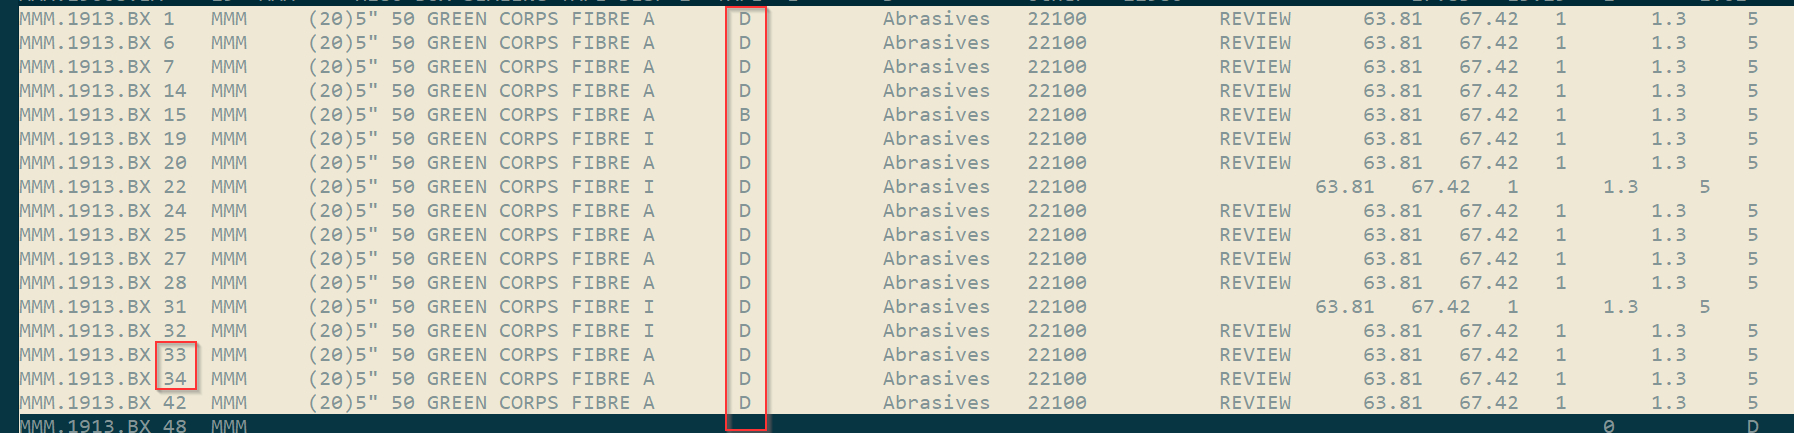 MMM.1913.BX 1 MMM (20)5" 50 GREEN CORPS FIBRE A D Abrasives 22100 REVIEW 63.81 67.42 1 1.3 5
MMM.1913.BX 6 MMM (20)5" 50 GREEN CORPS FIBRE A D Abrasives 22100 REVIEW 63.81 67.42 1 1.3 5
MMM.1913.BX 7 MMM (20)5" 50 GREEN CORPS FIBRE A D Abrasives 22100 REVIEW 63.81 67.42 1 1.3 5
MMM.1913.BX 14 MMM (20)5" 50 GREEN CORPS FIBRE A D Abrasives 22100 REVIEW 63.81 67.42 1 1.3 5
MMM.1913.BX 15 MMM (20)5" 50 GREEN CORPS FIBRE A B Abrasives 22100 REVIEW 63.81 67.42 1 1.3 5
MMM.1913.BX 19 MMM (20)5" 50 GREEN CORPS FIBRE I D Abrasives 22100 REVIEW 63.81 67.42 1 1.3 5
MMM.1913.BX 20 MMM (20)5" 50 GREEN CORPS FIBRE A D Abrasives 22100 REVIEW 63.81 67.42 1 1.3 5
MMM.1913.BX 22 MMM (20)5" 50 GREEN CORPS FIBRE I D Abrasives 22100 63.81 67.42 1 1.3 5
MMM.1913.BX 24 MMM (20)5" 50 GREEN CORPS FIBRE A D Abrasives 22100 REVIEW 63.81 67.42 1 1.3 5
MMM.1913.BX 25 MMM (20)5" 50 GREEN CORPS FIBRE A D Abrasives 22100 REVIEW 63.81 67.42 1 1.3 5
MMM.1913.BX 27 MMM (20)5" 50 GREEN CORPS FIBRE A D Abrasives 22100 REVIEW 63.81 67.42 1 1.3 5
MMM.1913.BX 28 MMM (20)5" 50 GREEN CORPS FIBRE A D Abrasives 22100 REVIEW 63.81 67.42 1 1.3 5
MMM.1913.BX 31 MMM (20)5" 50 GREEN CORPS FIBRE I D Abrasives 22100 63.81 67.42 1 1.3 5
MMM.1913.BX 32 MMM (20)5" 50 GREEN CORPS FIBRE I D Abrasives 22100 REVIEW 63.81 67.42 1 1.3 5
MMM.1913.BX 33 MMM (20)5" 50 GREEN CORPS FIBRE A D Abrasives 22100 REVIEW 63.81 67.42 1 1.3 5
MMM.1913.BX 34 MMM (20)5" 50 GREEN CORPS FIBRE A D Abrasives 22100 REVIEW 63.81 67.42 1 1.3 5
MMM.1913.BX 42 MMM (20)5" 50 GREEN CORPS FIBRE A D Abrasives 22100 REVIEW 63.81 67.42 1 1.3 5
MMM.1913.BX 48 MMM 0 D